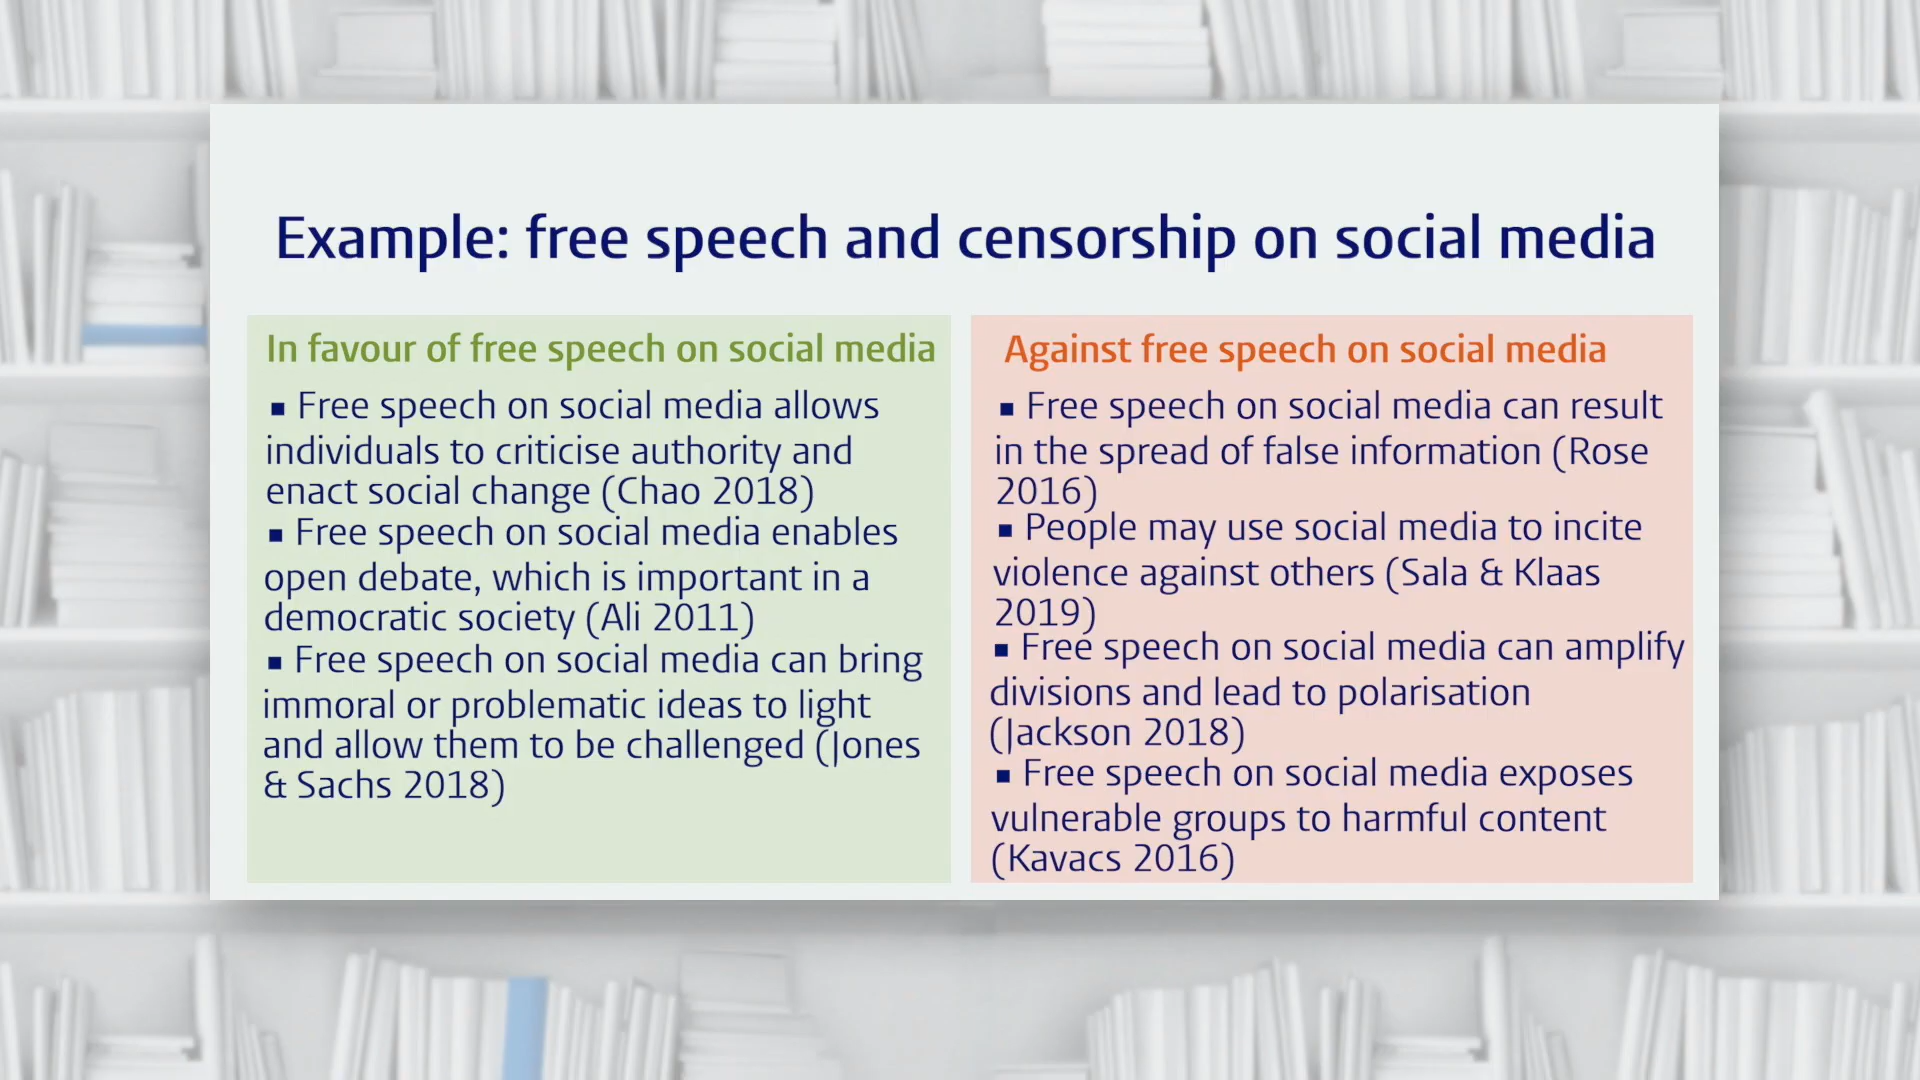 Example: free speech and censorship on social media
In favour of free speech on social media
▪ Free speech on social media allows
individuals to criticise authority and
enact social change (Chao 2018)
▪ Free speech on social media enables
open debate, which is important in a
democratic society (Ali 2011)
▪ Free speech on social media can bring
immoral or problematic ideas to light
and allow them to be challenged (Jones
& Sachs 2018)
Against free speech on social media
▪ Free speech on social media can result
in the spread of false information (Rose
2016)
▪ People may use social media to incite
violence against others (Sala & Klaas
2019)
▪ Free speech on social media can amplify
divisions and lead to polarisation
(Jackson 2018)
▪ Free speech on social media exposes
vulnerable groups to harmful content
(Kavacs 2016)